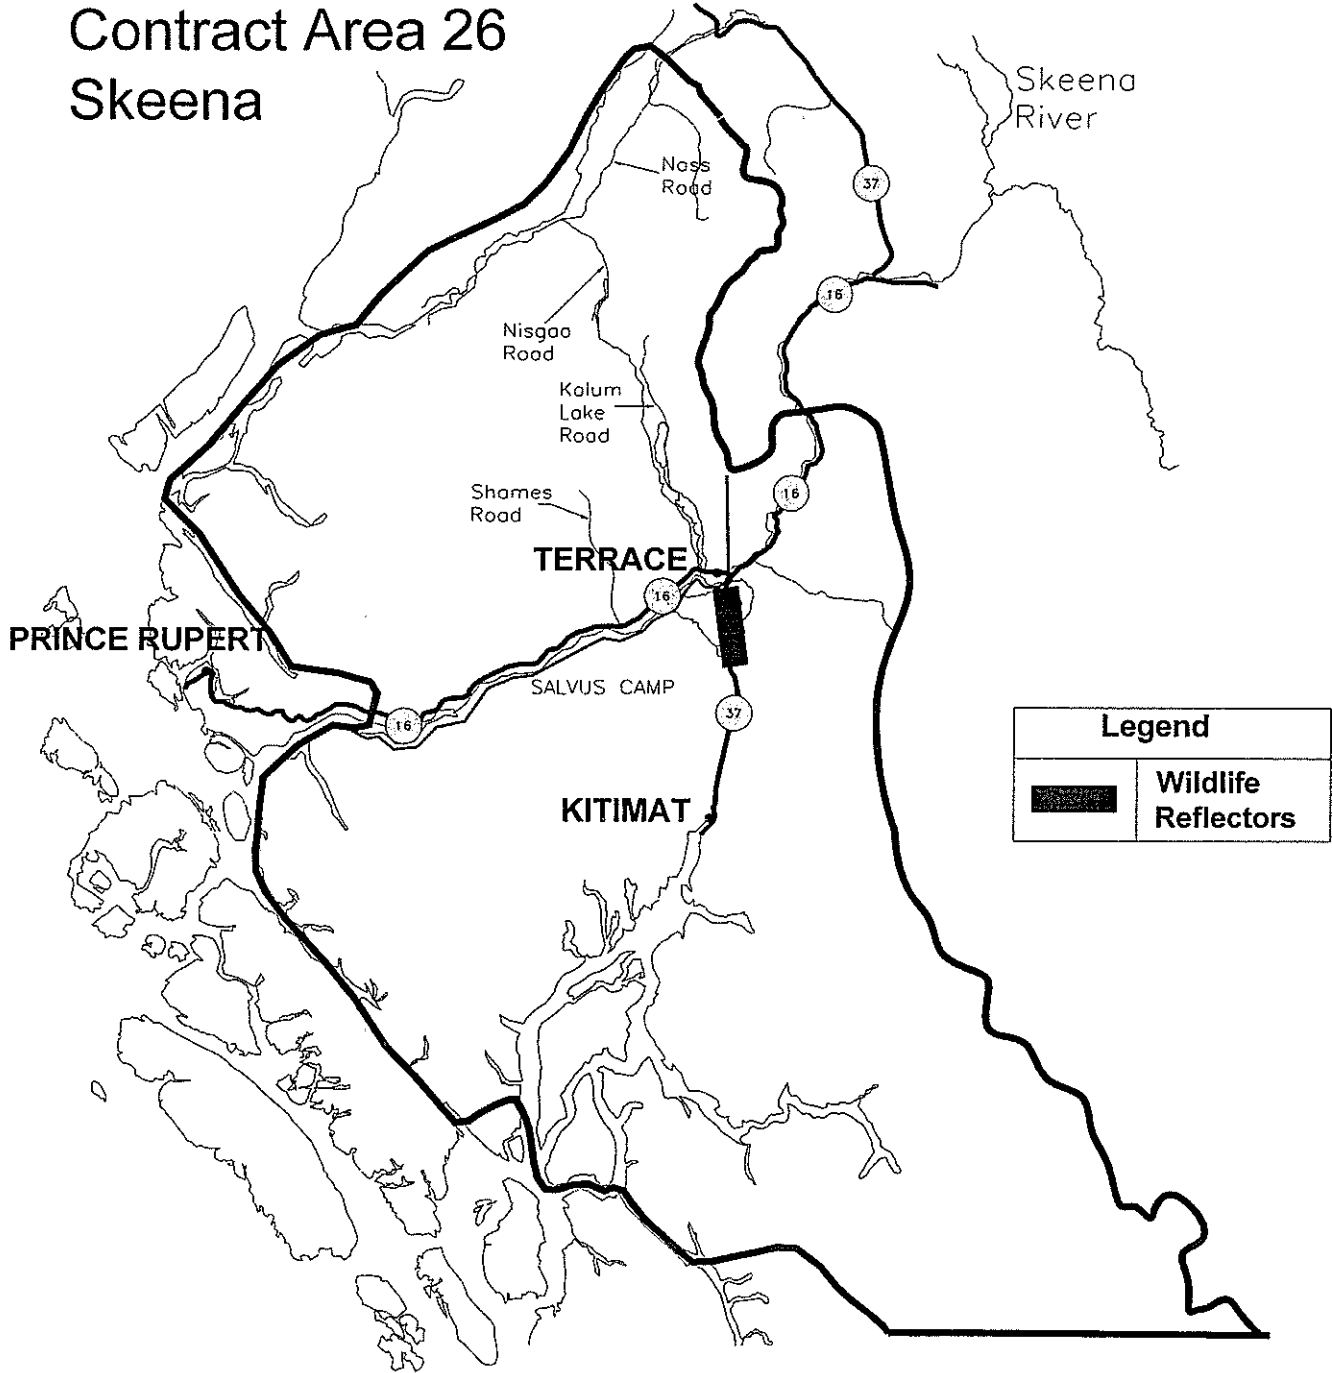 Contract Area 26
Skeena
Skeena
River
Nass
Road
37
16
Nisgaa
Road
Kalum
Lake
Road
Shames
Road
16
TERRACE
16
PRINCE RUPERT
SALVUS CAMP
16
37
KITIMAT
Legend
Wildlife
Reflectors